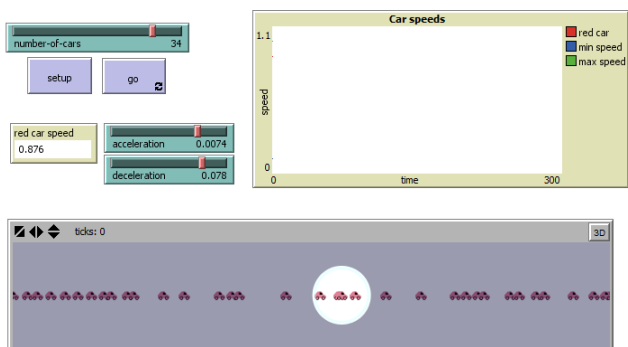 number-of-cars 34
setup
go
red car speed
0.876
acceleration 0.0074
deceleration 0.078
Car speeds
1.1
speed
0
0 time 300
red car
min speed
max speed
ticks: 0
3D